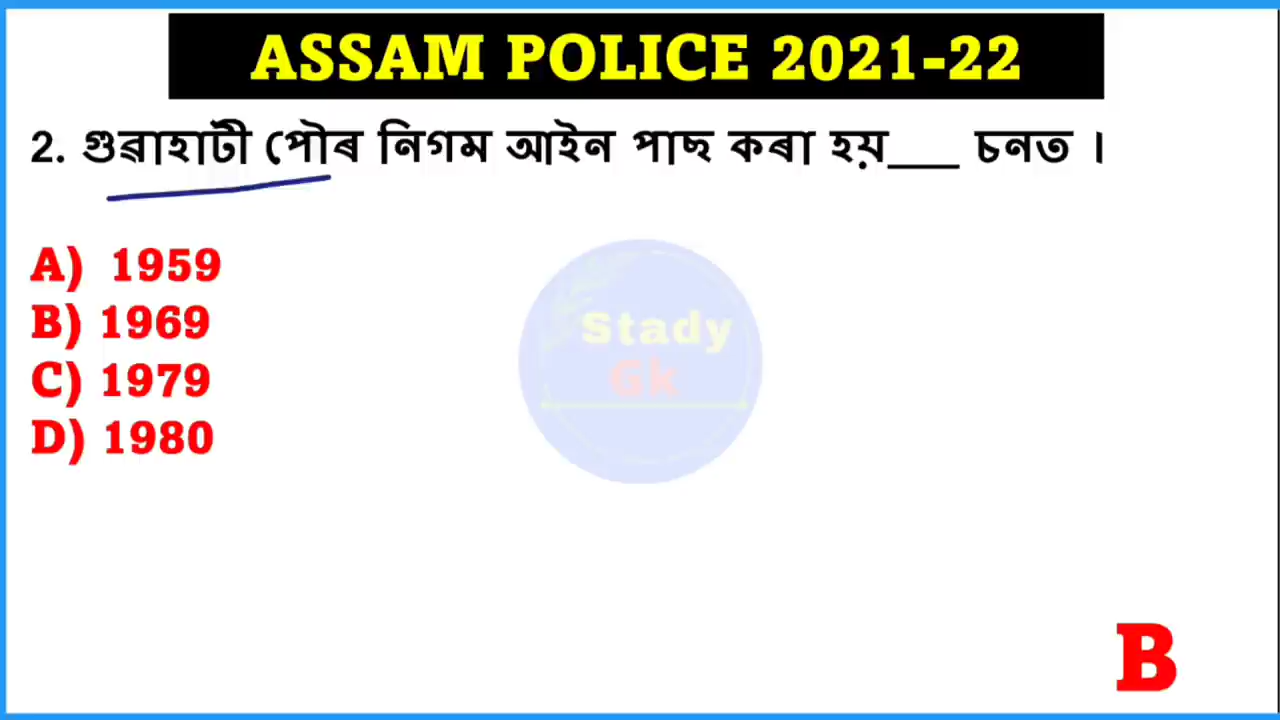 ASSAM POLICE 2021-22
2. গুৱাহাটী পৌৰ নিগম আইন পাছ কৰা হয়___ চনত ।
A) 1959
B) 1969
C) 1979
D) 1980
Stady
Gk
B